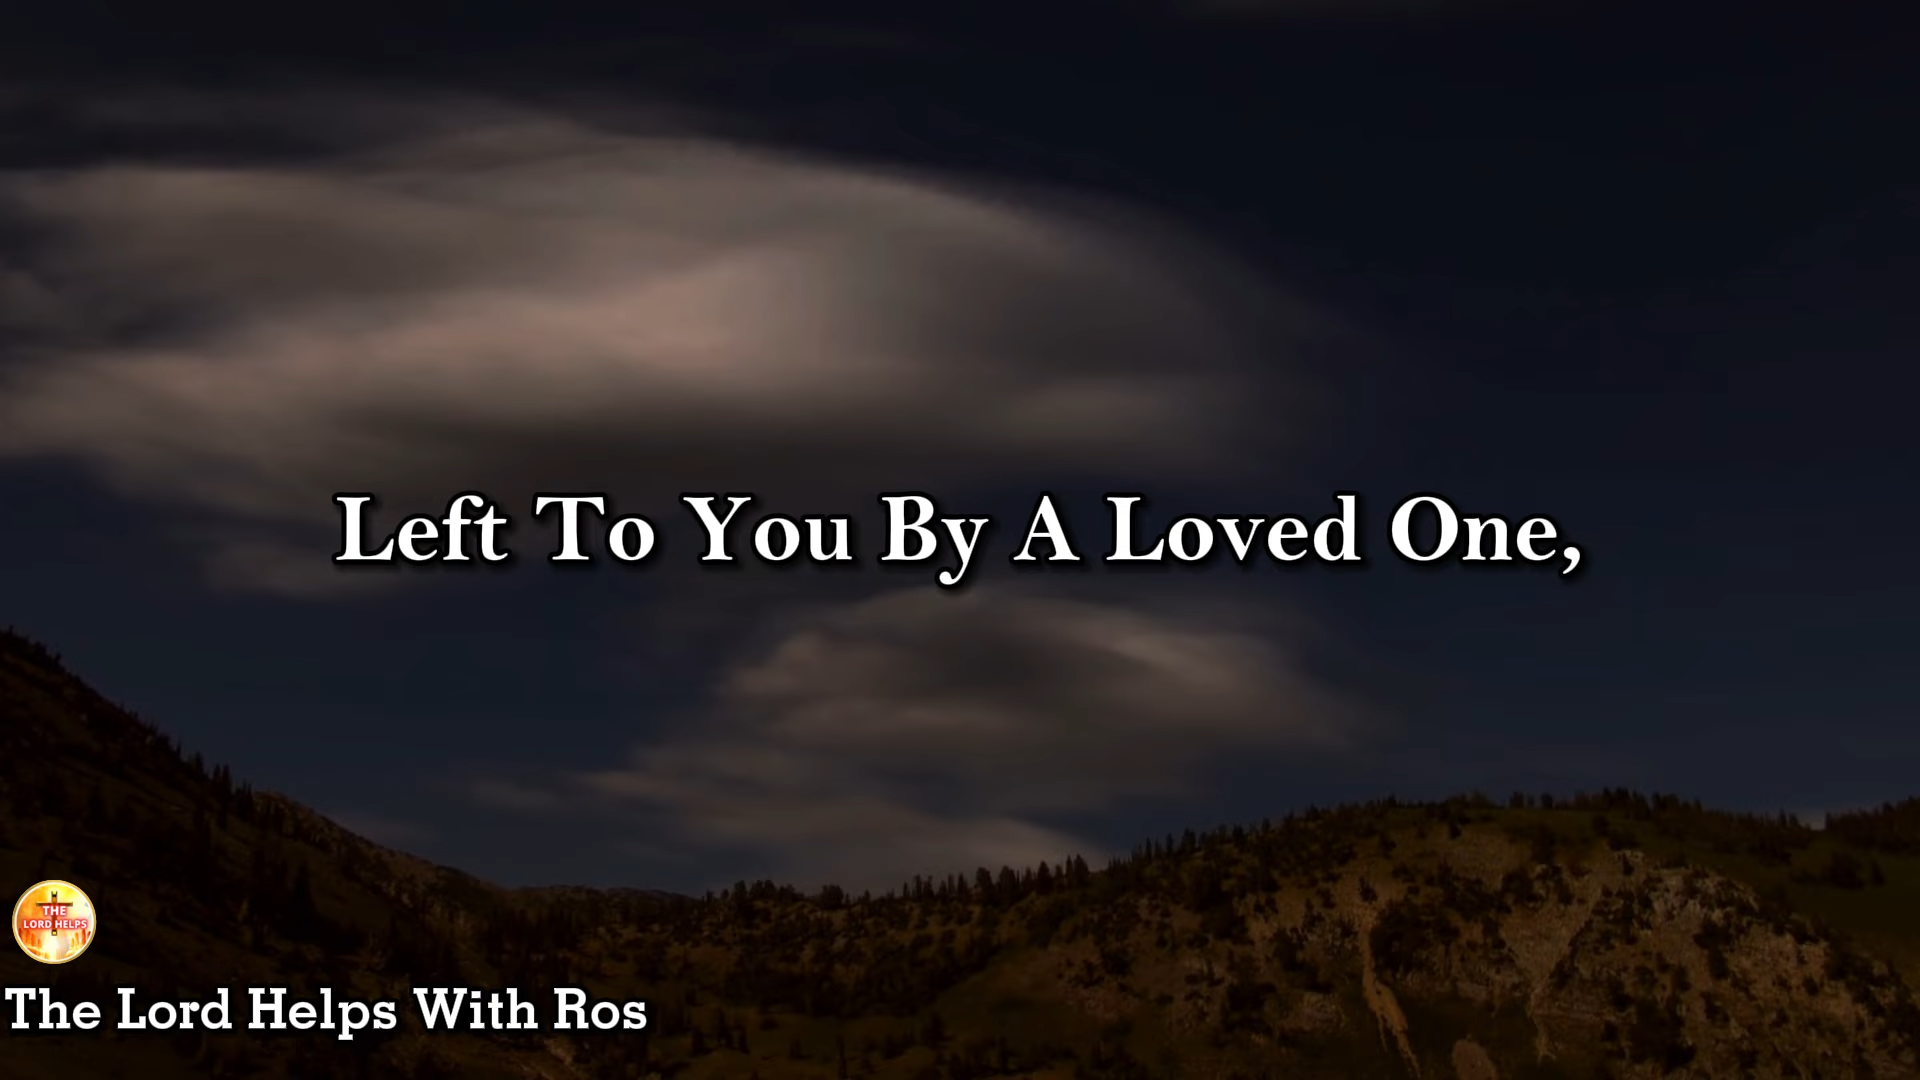 Left To You By A Loved One,
THE
LORD HELPS
The Lord Helps With Ros